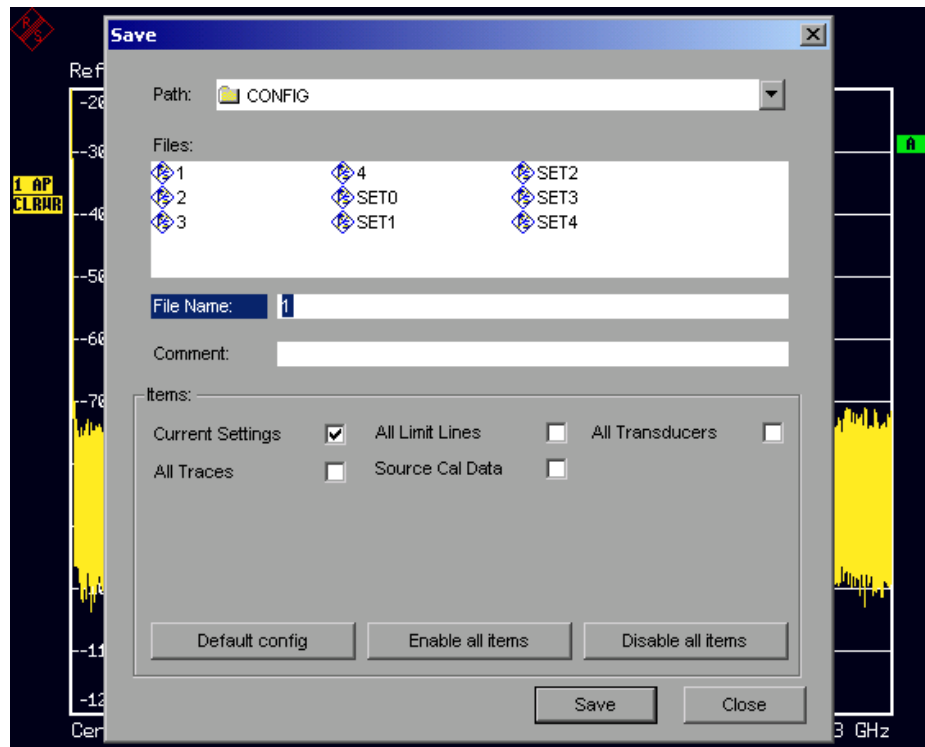 R S
Save
Ref
Path: CONFIG
-20
Files:
-30
A
1 4 SET2
1 AP
2 SET0 SET3
CLRWR
-40
3 SET1 SET4
-50
File Name: 1
-60
Comment:
Items:
-70
Current Settings All Limit Lines All Transducers
All Traces Source Cal Data
Default config Enable all items Disable all items
-11
Save Close
-12
Cer
3 GHz